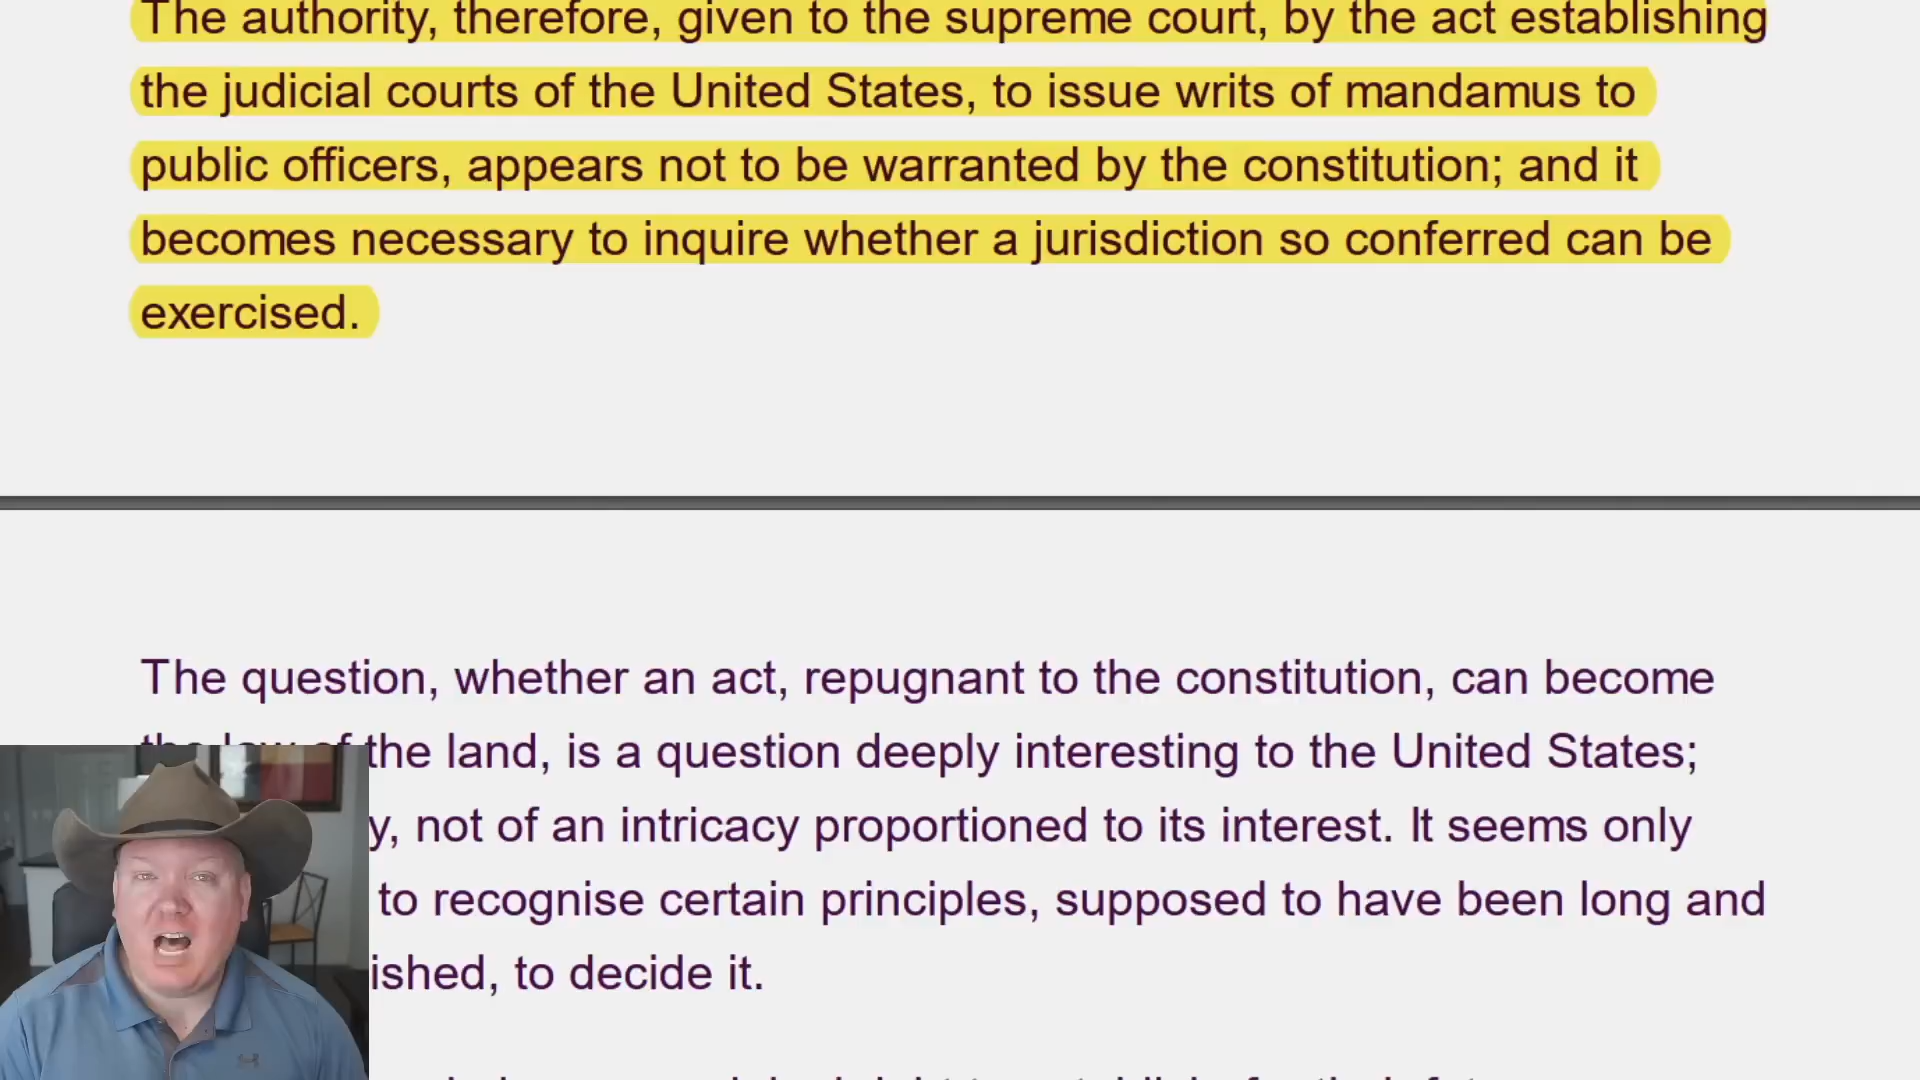 The authority, therefore, given to the supreme court, by the act establishing
the judicial courts of the United States, to issue writs of mandamus to
public officers, appears not to be warranted by the constitution; and it
becomes necessary to inquire whether a jurisdiction so conferred can be
exercised.
The question, whether an act, repugnant to the constitution, can become
the law of the land, is a question deeply interesting to the United States;
y, not of an intricacy proportioned to its interest. It seems only
to recognise certain principles, supposed to have been long and
ished, to decide it.